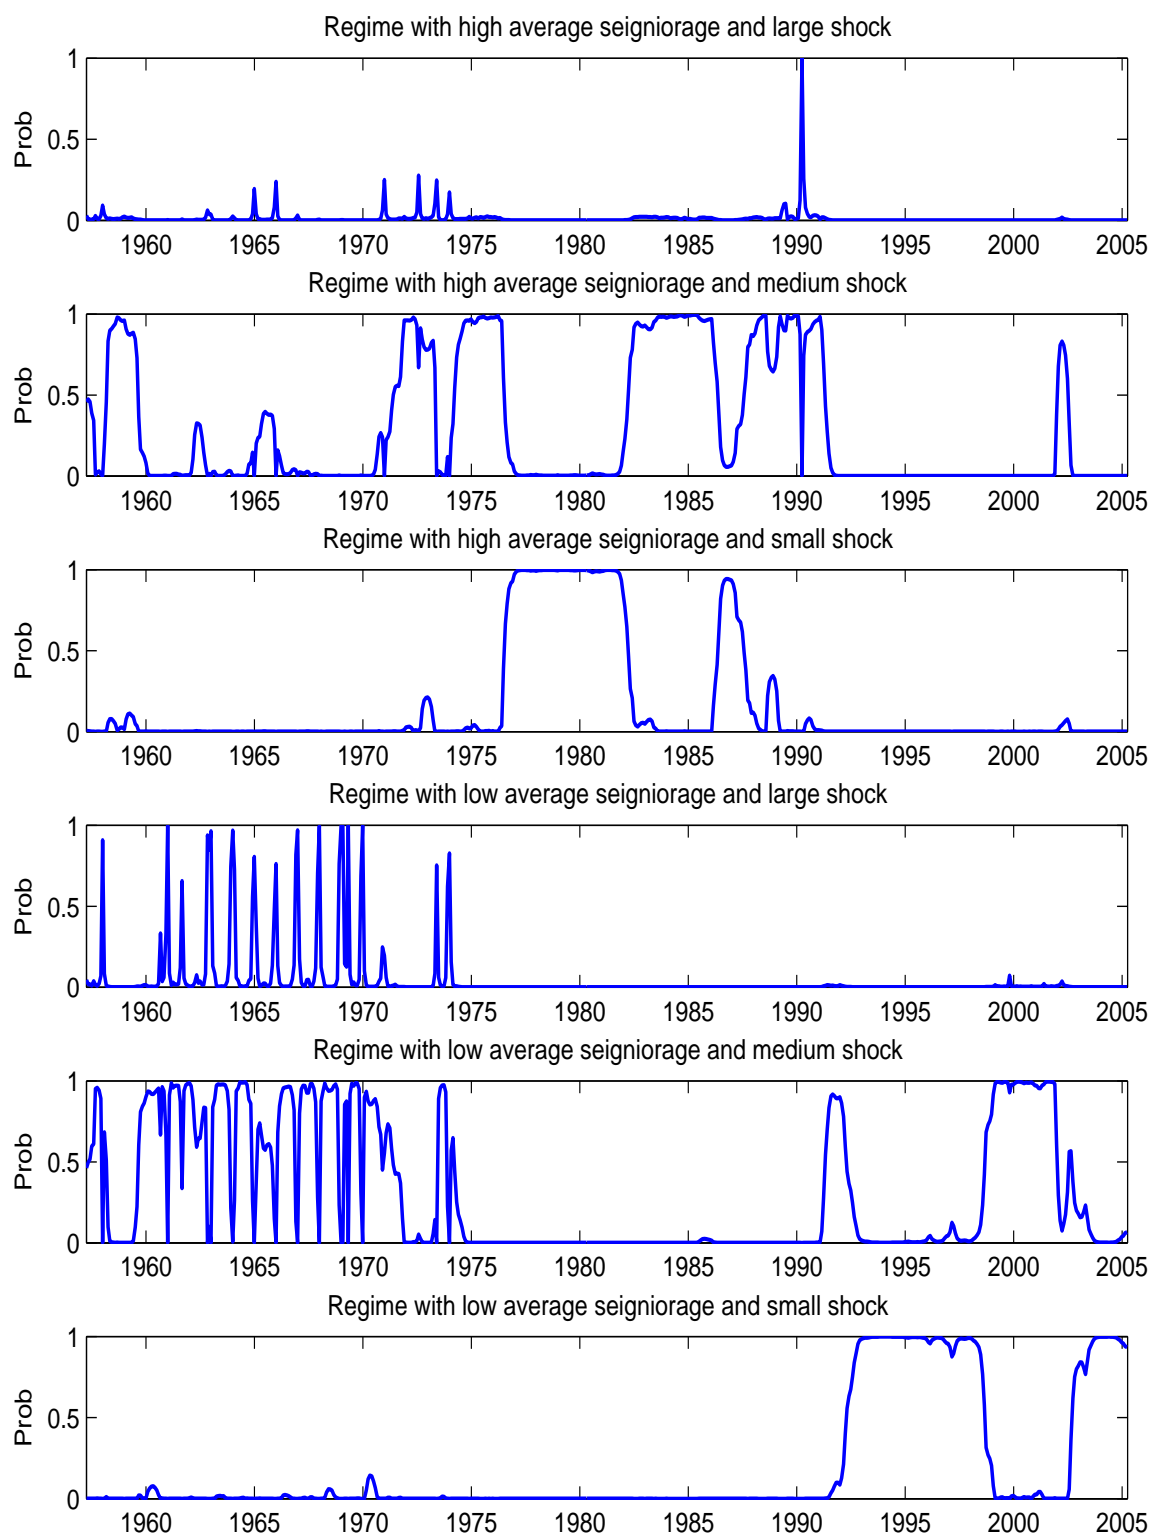 Regime with high average seigniorage and large shock
1
0.5
0
Prob
1960 1965 1970 1975 1980 1985 1990 1995 2000 2005
Regime with high average seigniorage and medium shock
1
0.5
0
Prob
1960 1965 1970 1975 1980 1985 1990 1995 2000 2005
Regime with high average seigniorage and small shock
1
0.5
0
Prob
1960 1965 1970 1975 1980 1985 1990 1995 2000 2005
Regime with low average seigniorage and large shock
1
0.5
0
Prob
1960 1965 1970 1975 1980 1985 1990 1995 2000 2005
Regime with low average seigniorage and medium shock
1
0.5
0
Prob
1960 1965 1970 1975 1980 1985 1990 1995 2000 2005
Regime with low average seigniorage and small shock
1
0.5
0
Prob
1960 1965 1970 1975 1980 1985 1990 1995 2000 2005